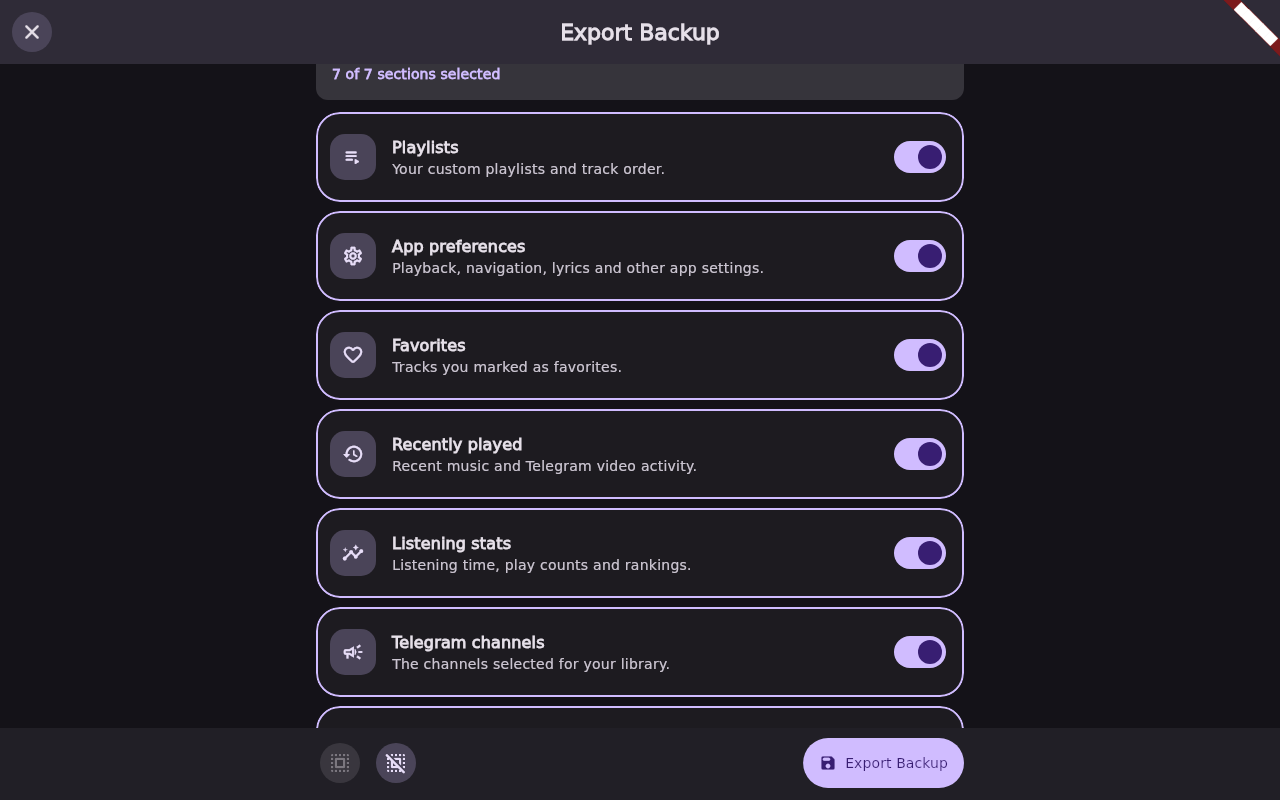 Export Backup
7 of 7 sections selected
Playlists
Your custom playlists and track order.
App preferences
Playback, navigation, lyrics and other app settings.
Favorites
Tracks you marked as favorites.
Recently played
Recent music and Telegram video activity.
Listening stats
Listening time, play counts and rankings.
Telegram channels
The channels selected for your library.
Export Backup